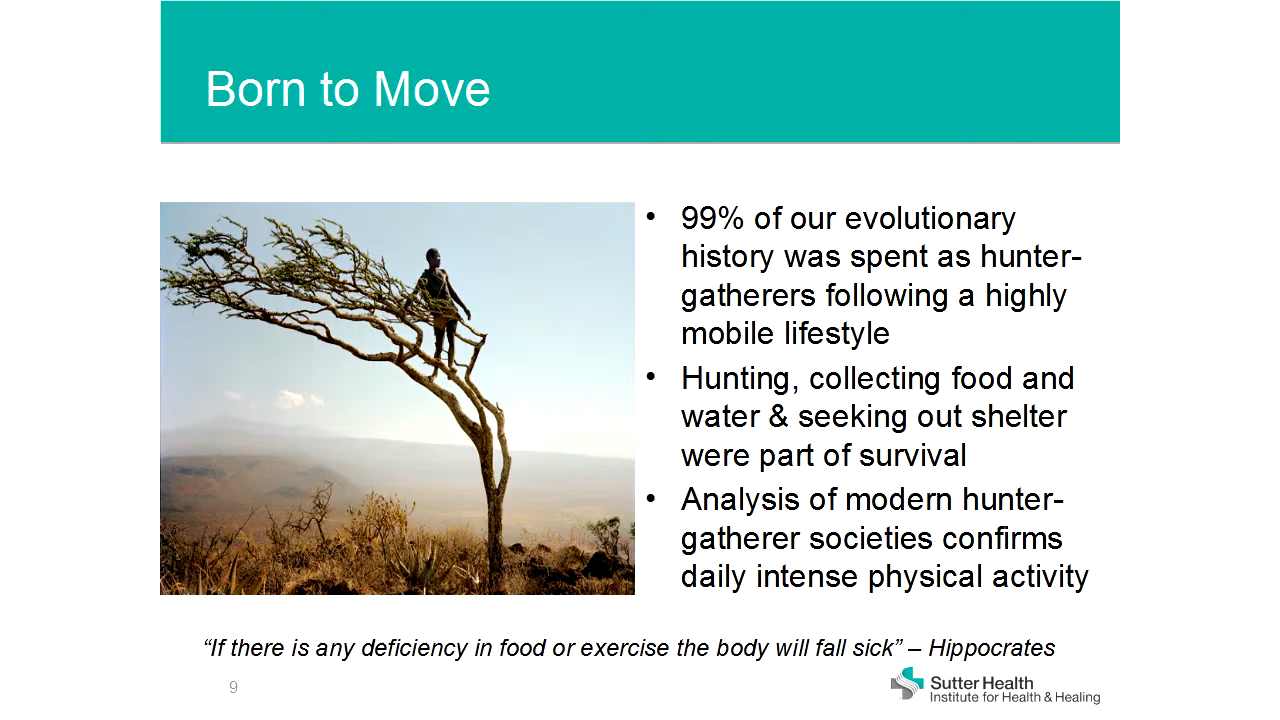 Born to Move
• 99% of our evolutionary
history was spent as hunter-
gatherers following a highly
mobile lifestyle
• Hunting, collecting food and
water & seeking out shelter
were part of survival
• Analysis of modern hunter-
gatherer societies confirms
daily intense physical activity
“If there is any deficiency in food or exercise the body will fall sick” – Hippocrates
9
Sutter Health
Institute for Health & Healing